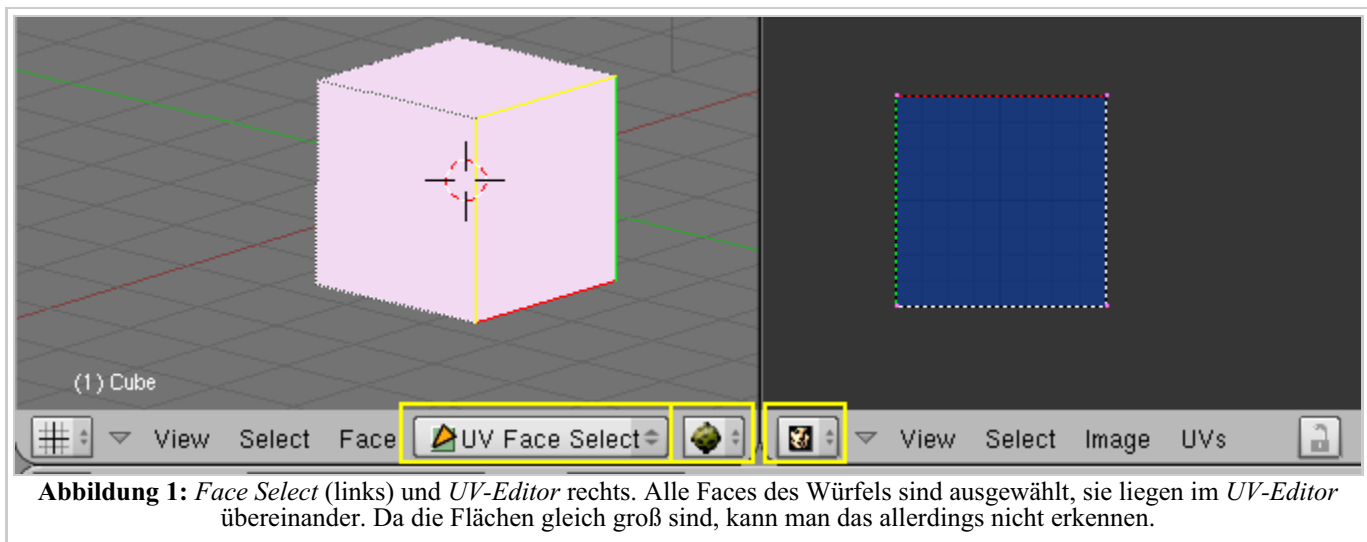 (1) Cube
View Select Face UV Face Select View Select Image UVs
Abbildung 1: Face Select (links) und UV-Editor rechts. Alle Faces des Würfels sind ausgewählt, sie liegen im UV-Editor
übereinander. Da die Flächen gleich groß sind, kann man das allerdings nicht erkennen.